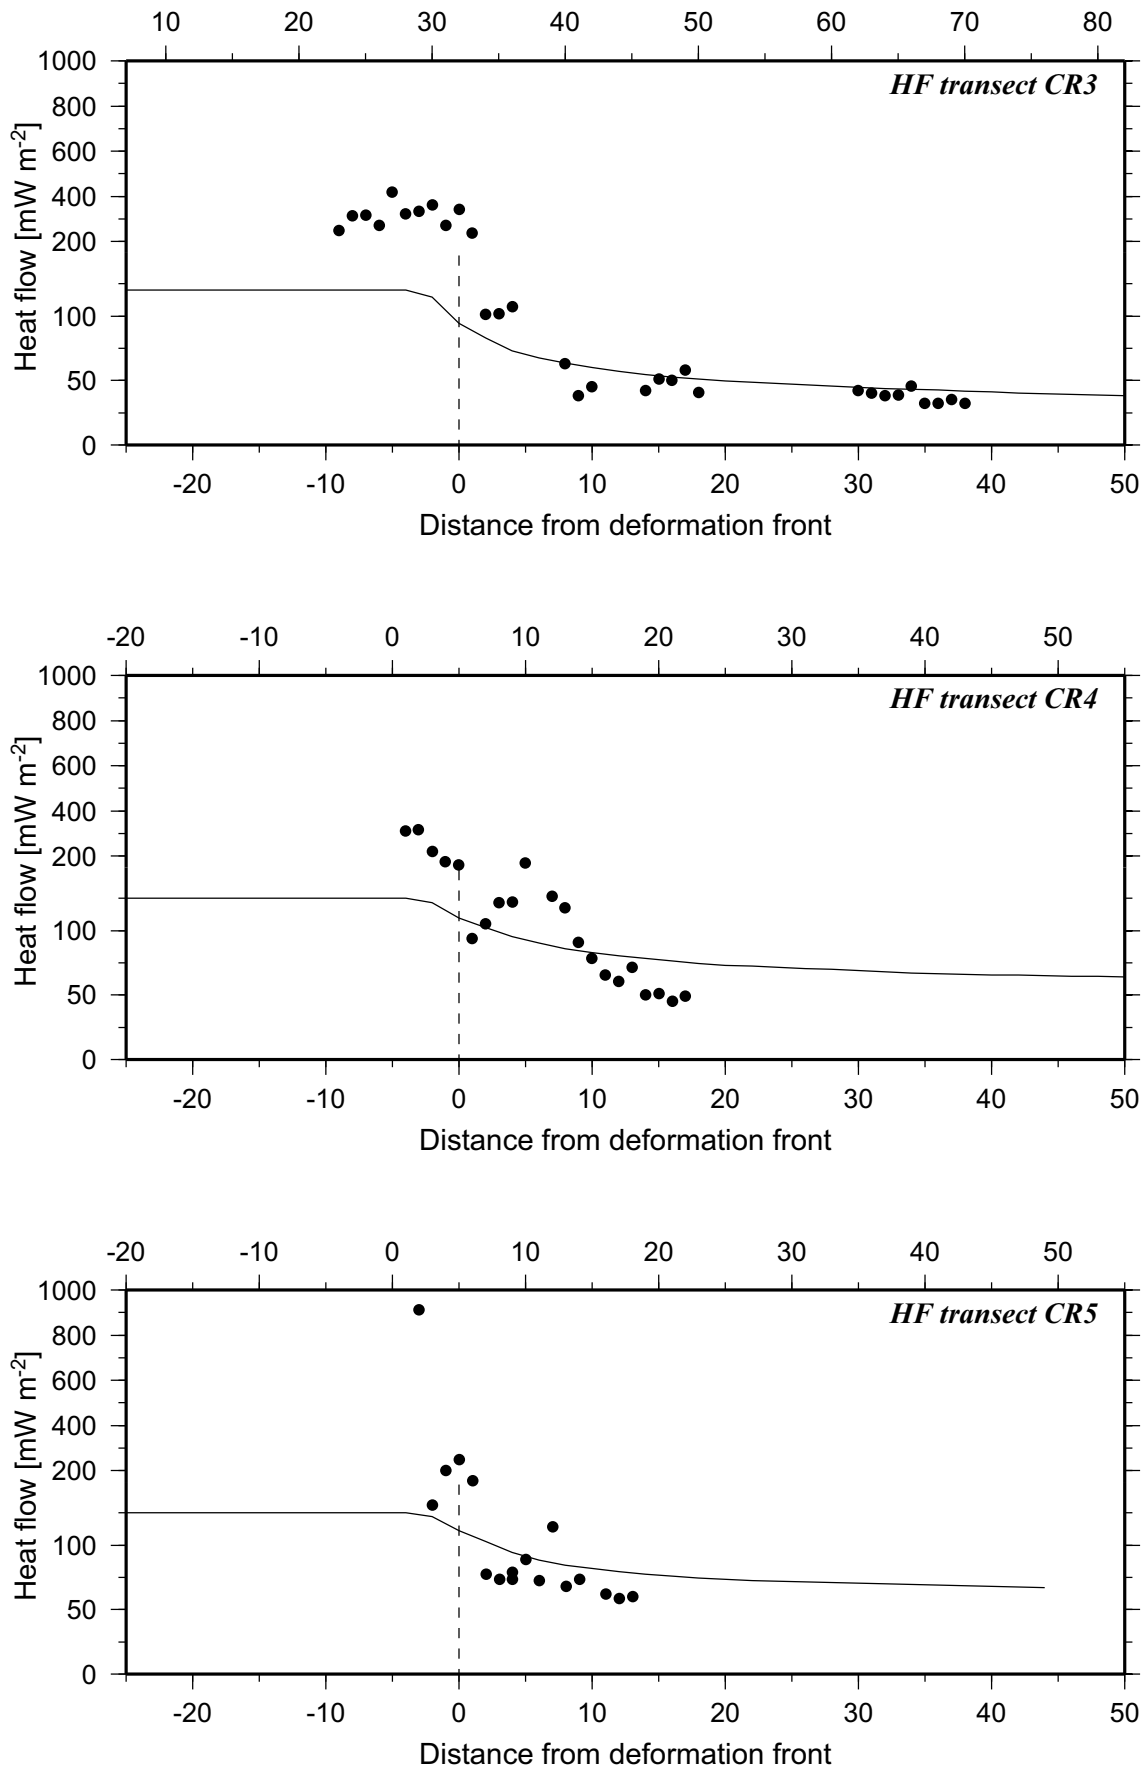 10 20 30 40 50 60 70 80
1000
800
600
400
200
100
50
0
Heat flow [mW m-2]
HF transect CR3
-20 -10 0 10 20 30 40 50
Distance from deformation front
-20 -10 0 10 20 30 40 50
1000
800
600
400
200
100
50
0
Heat flow [mW m-2]
HF transect CR4
-20 -10 0 10 20 30 40 50
Distance from deformation front
-20 -10 0 10 20 30 40 50
1000
800
600
400
200
100
50
0
Heat flow [mW m-2]
HF transect CR5
-20 -10 0 10 20 30 40 50
Distance from deformation front